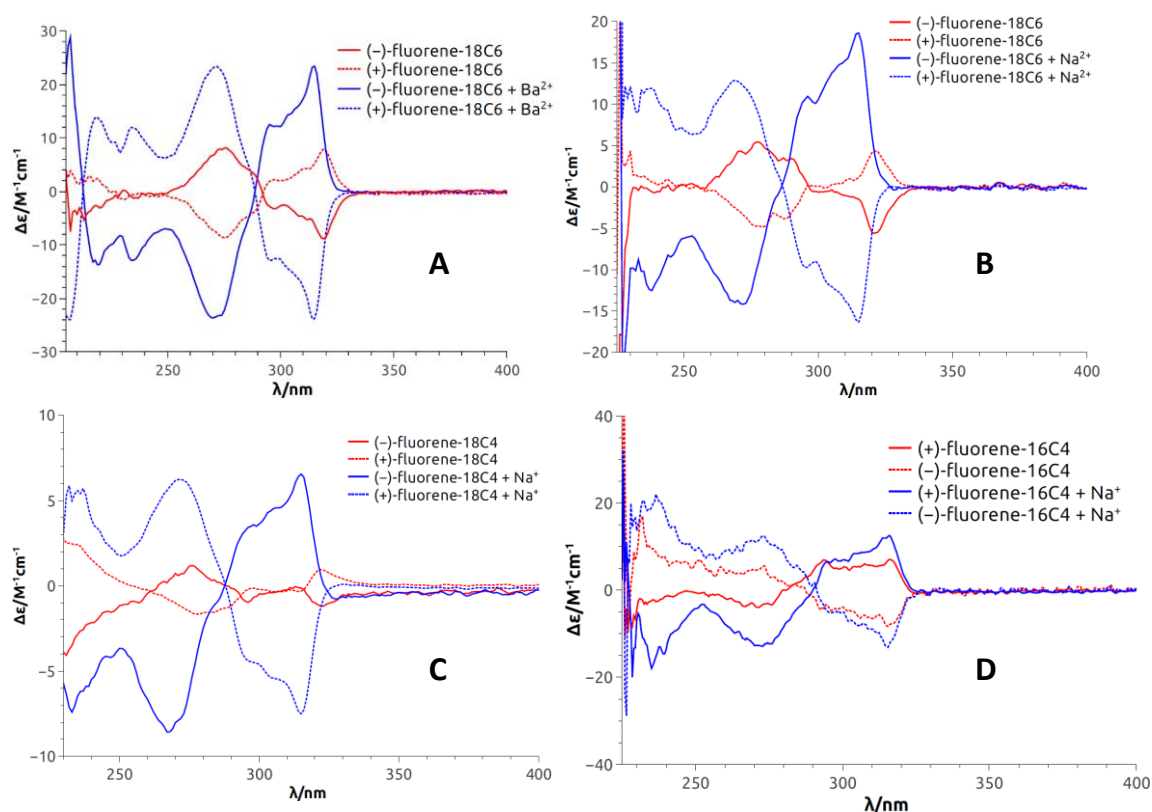 30
20
10
0
−10
−20
−30
Δε/M⁻¹cm⁻¹
250
300
350
400
λ/nm
(−)-fluorene-18C6
(+)-fluorene-18C6
(−)-fluorene-18C6 + Ba²⁺
(+)-fluorene-18C6 + Ba²⁺
A
20
15
10
5
0
−5
−10
−15
−20
Δε/M⁻¹cm⁻¹
250
300
350
400
λ/nm
(−)-fluorene-18C6
(+)-fluorene-18C6
(−)-fluorene-18C6 + Na²⁺
(+)-fluorene-18C6 + Na²⁺
B
10
5
0
−5
−10
Δε/M⁻¹cm⁻¹
250
300
350
400
λ/nm
(−)-fluorene-18C4
(+)-fluorene-18C4
(−)-fluorene-18C4 + Na⁺
(+)-fluorene-18C4 + Na⁺
C
40
20
0
−20
−40
Δε/M⁻¹cm⁻¹
250
300
350
400
λ/nm
(+)-fluorene-16C4
(−)-fluorene-16C4
(+)-fluorene-16C4 + Na⁺
(−)-fluorene-16C4 + Na⁺
D